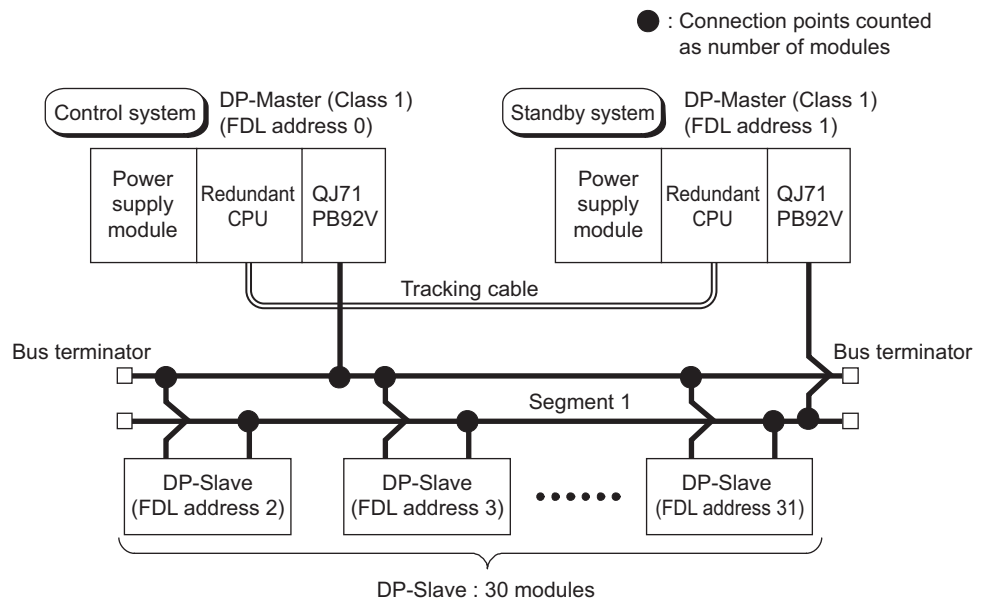 : Connection points counted
as number of modules
Control system
DP-Master (Class 1)
(FDL address 0)
Standby system
DP-Master (Class 1)
(FDL address 1)
Power
supply
module
Redundant
CPU
QJ71
PB92V
Power
supply
module
Redundant
CPU
QJ71
PB92V
Tracking cable
Bus terminator
Bus terminator
Segment 1
DP-Slave
(FDL address 2)
DP-Slave
(FDL address 3)
DP-Slave
(FDL address 31)
DP-Slave : 30 modules